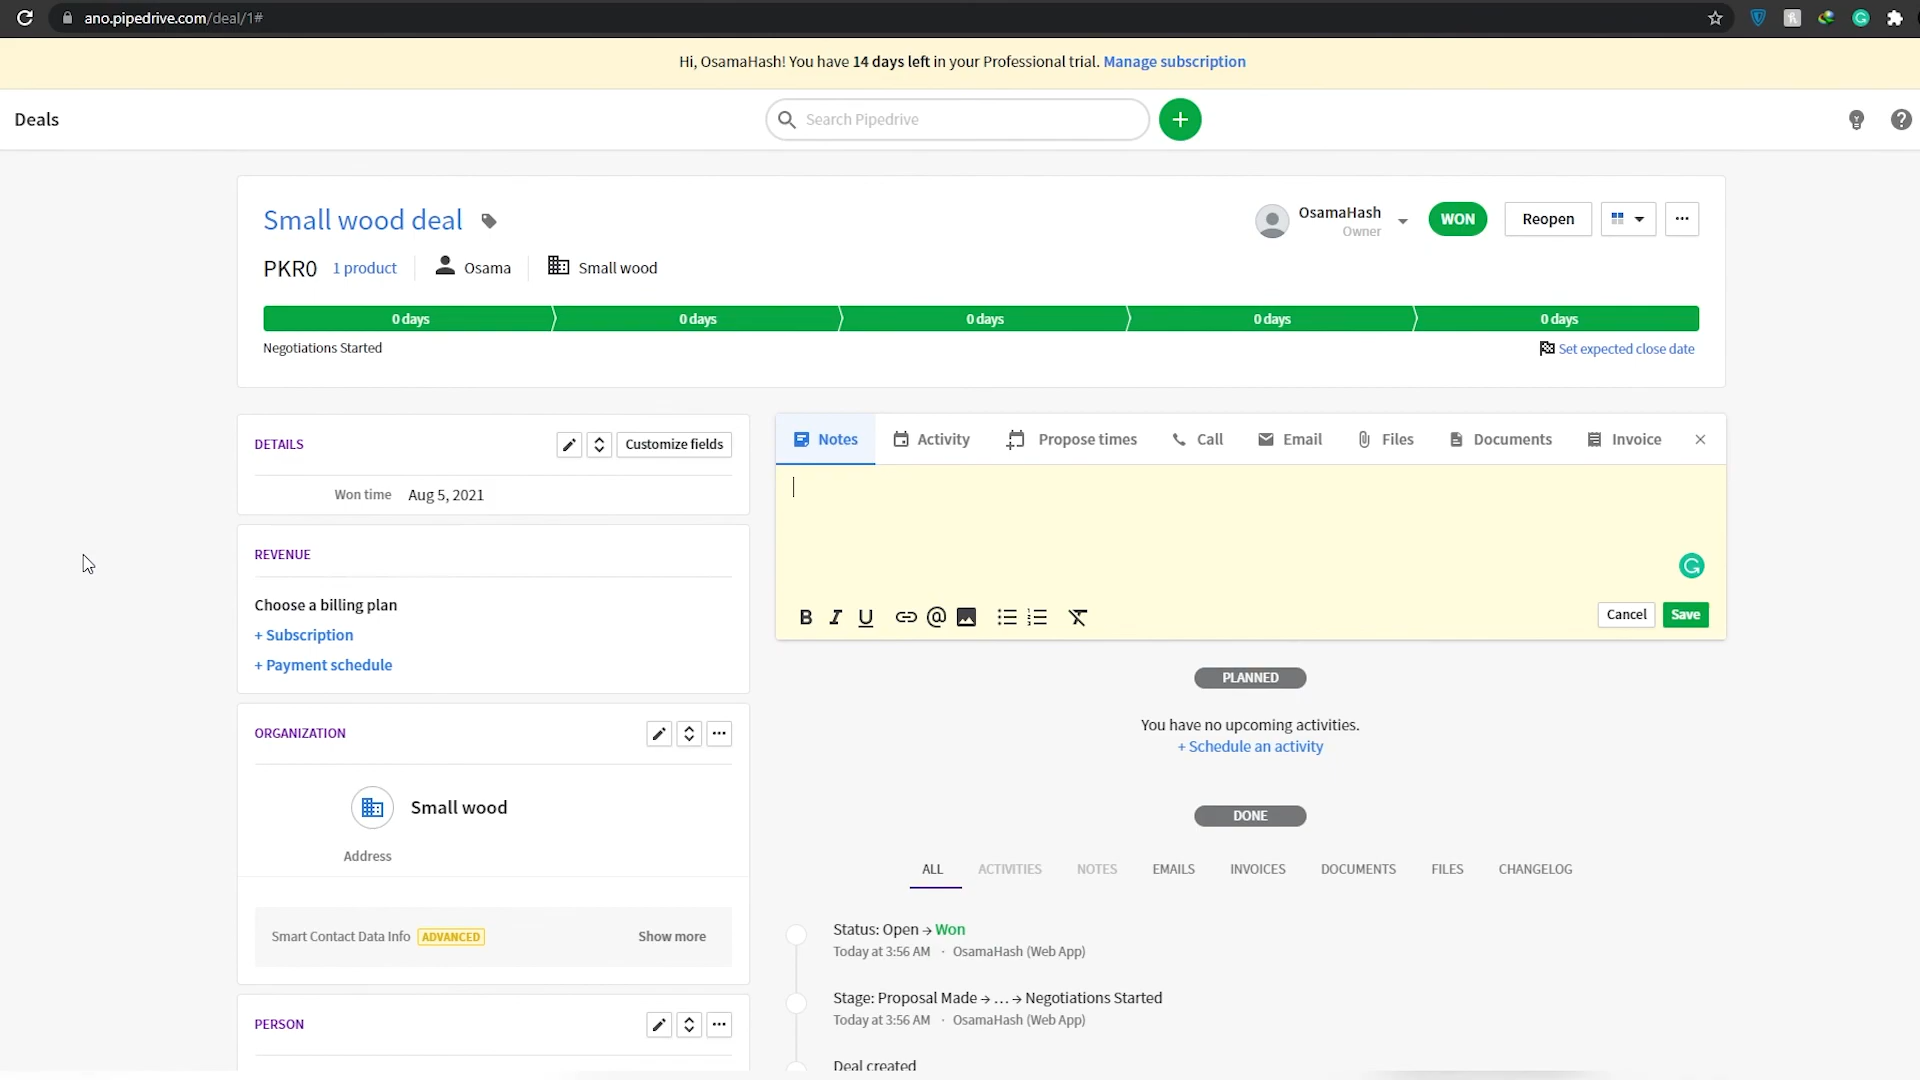 ano.pipedrive.com/deal/1#
Hi, OsamaHash! You have 14 days left in your Professional trial. Manage subscription
Deals
Search Pipedrive
Small wood deal
OsamaHash
Owner
WON
Reopen
PKR0 1 product Osama Small wood
0 days 0 days 0 days 0 days 0 days
Negotiations Started
Set expected close date
DETAILS
Customize fields
Won time Aug 5, 2021
REVENUE
Choose a billing plan
+ Subscription
+ Payment schedule
ORGANIZATION
Small wood
Address
Smart Contact Data Info ADVANCED Show more
PERSON
Notes Activity Propose times Call Email Files Documents Invoice
B I U
Cancel Save
PLANNED
You have no upcoming activities.
+ Schedule an activity
DONE
ALL ACTIVITIES NOTES EMAILS INVOICES DOCUMENTS FILES CHANGELOG
Status: Open → Won
Today at 3:56 AM · OsamaHash (Web App)
Stage: Proposal Made → … → Negotiations Started
Today at 3:56 AM · OsamaHash (Web App)
Deal created